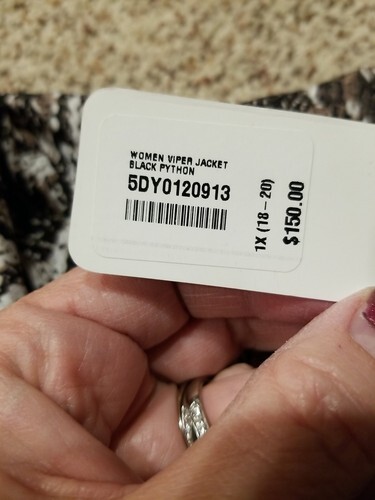 WOMEN VIPER JACKET
BLACK PYTHON
5DY0120913
1X (18-20)
$150.00